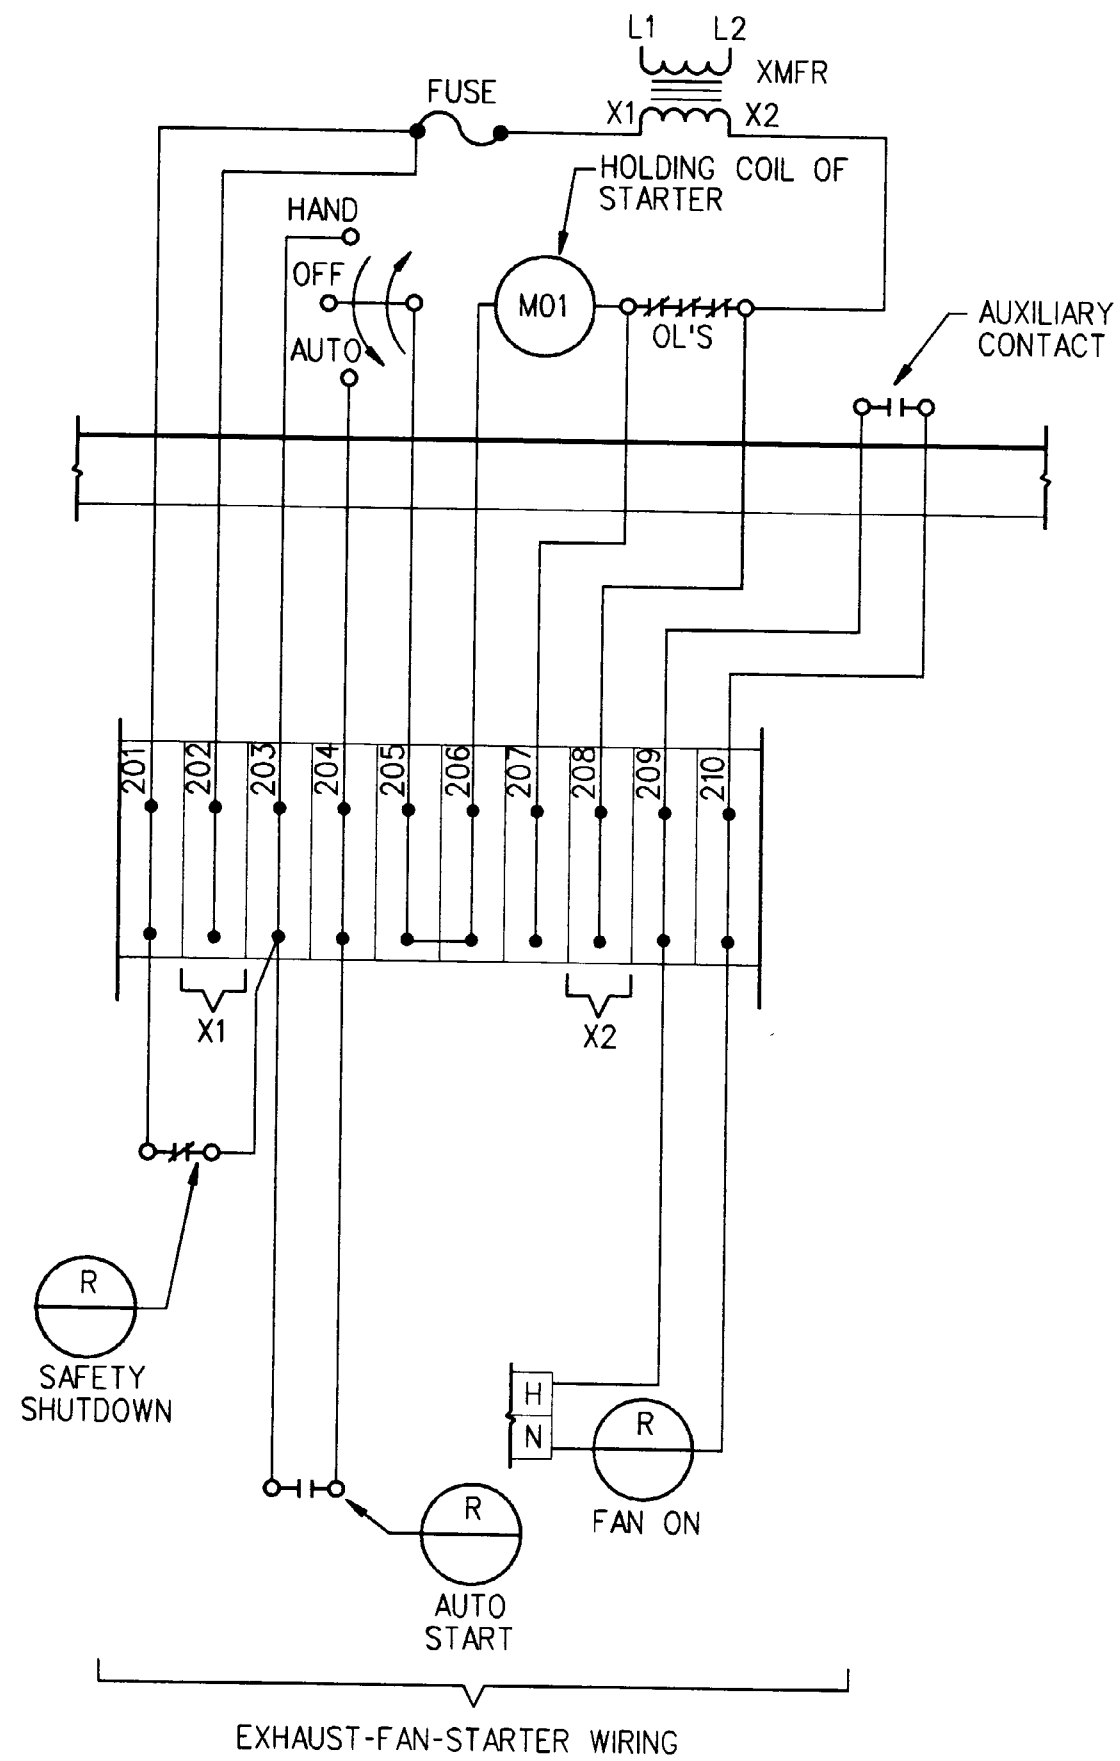 L1 L2
XMFR
FUSE
X1 X2
HOLDING COIL OF
STARTER
HAND
OFF
M01
AUXILIARY
CONTACT
OL'S
AUTO
201 202 203 204 205 206 207 208 209 210
X1 X2
R
SAFETY
SHUTDOWN
H
N
R
FAN ON
R
AUTO
START
EXHAUST-FAN-STARTER WIRING